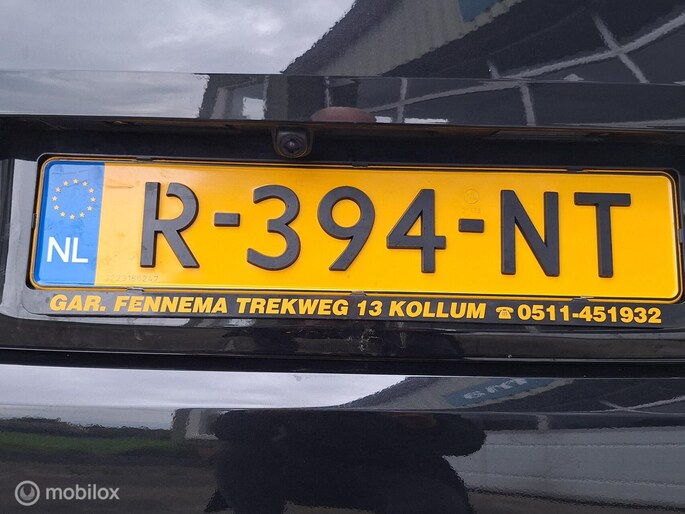 R-394-NT
NL
GAR. FENNEMA TREKWEG 13 KOLLUM ☎ 0511-451932
mobilox